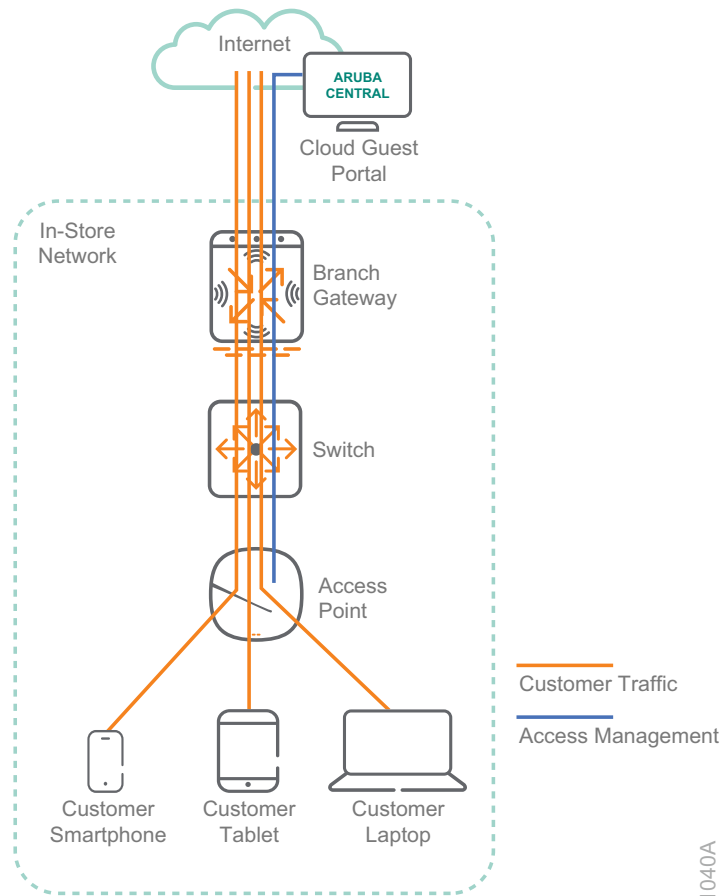 Internet
ARUBA
CENTRAL
Cloud Guest
Portal
In-Store
Network
Branch
Gateway
Switch
Access
Point
Customer Traffic
Access Management
Customer
Smartphone
Customer
Tablet
Customer
Laptop
1040A